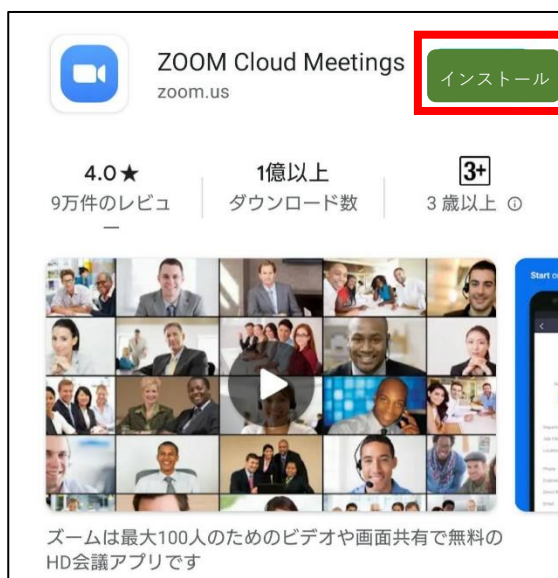 ZOOM Cloud Meetings
zoom.us
インストール
4.0★
9万件のレビュ
ー
1億以上
ダウンロード数
3+
3 歳以上
ズームは最大100人のためのビデオや画面共有で無料の
HD会議アプリです
Start